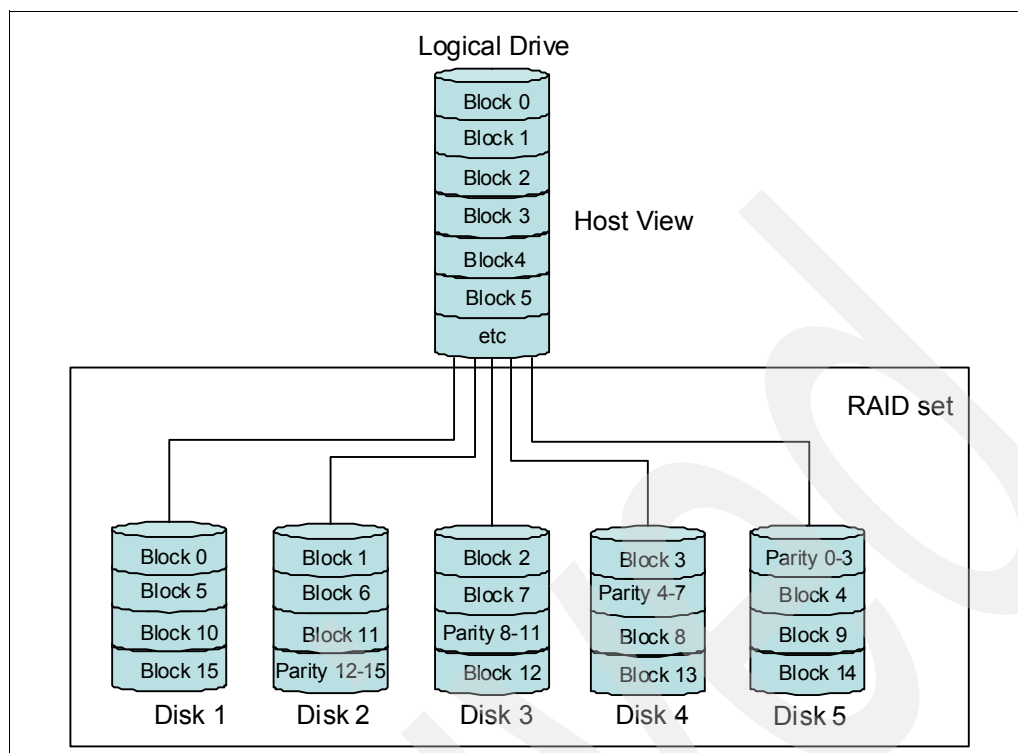 Logical Drive
Block 0
Block 1
Block 2
Block 3
Block4
Block 5
etc
Host View
RAID set
Block 0
Block 5
Block 10
Block 15
Disk 1
Block 1
Block 6
Block 11
Parity 12-15
Disk 2
Block 2
Block 7
Parity 8-11
Block 12
Disk 3
Block 3
Parity 4-7
Block 8
Block 13
Disk 4
Parity 0-3
Block 4
Block 9
Block 14
Disk 5